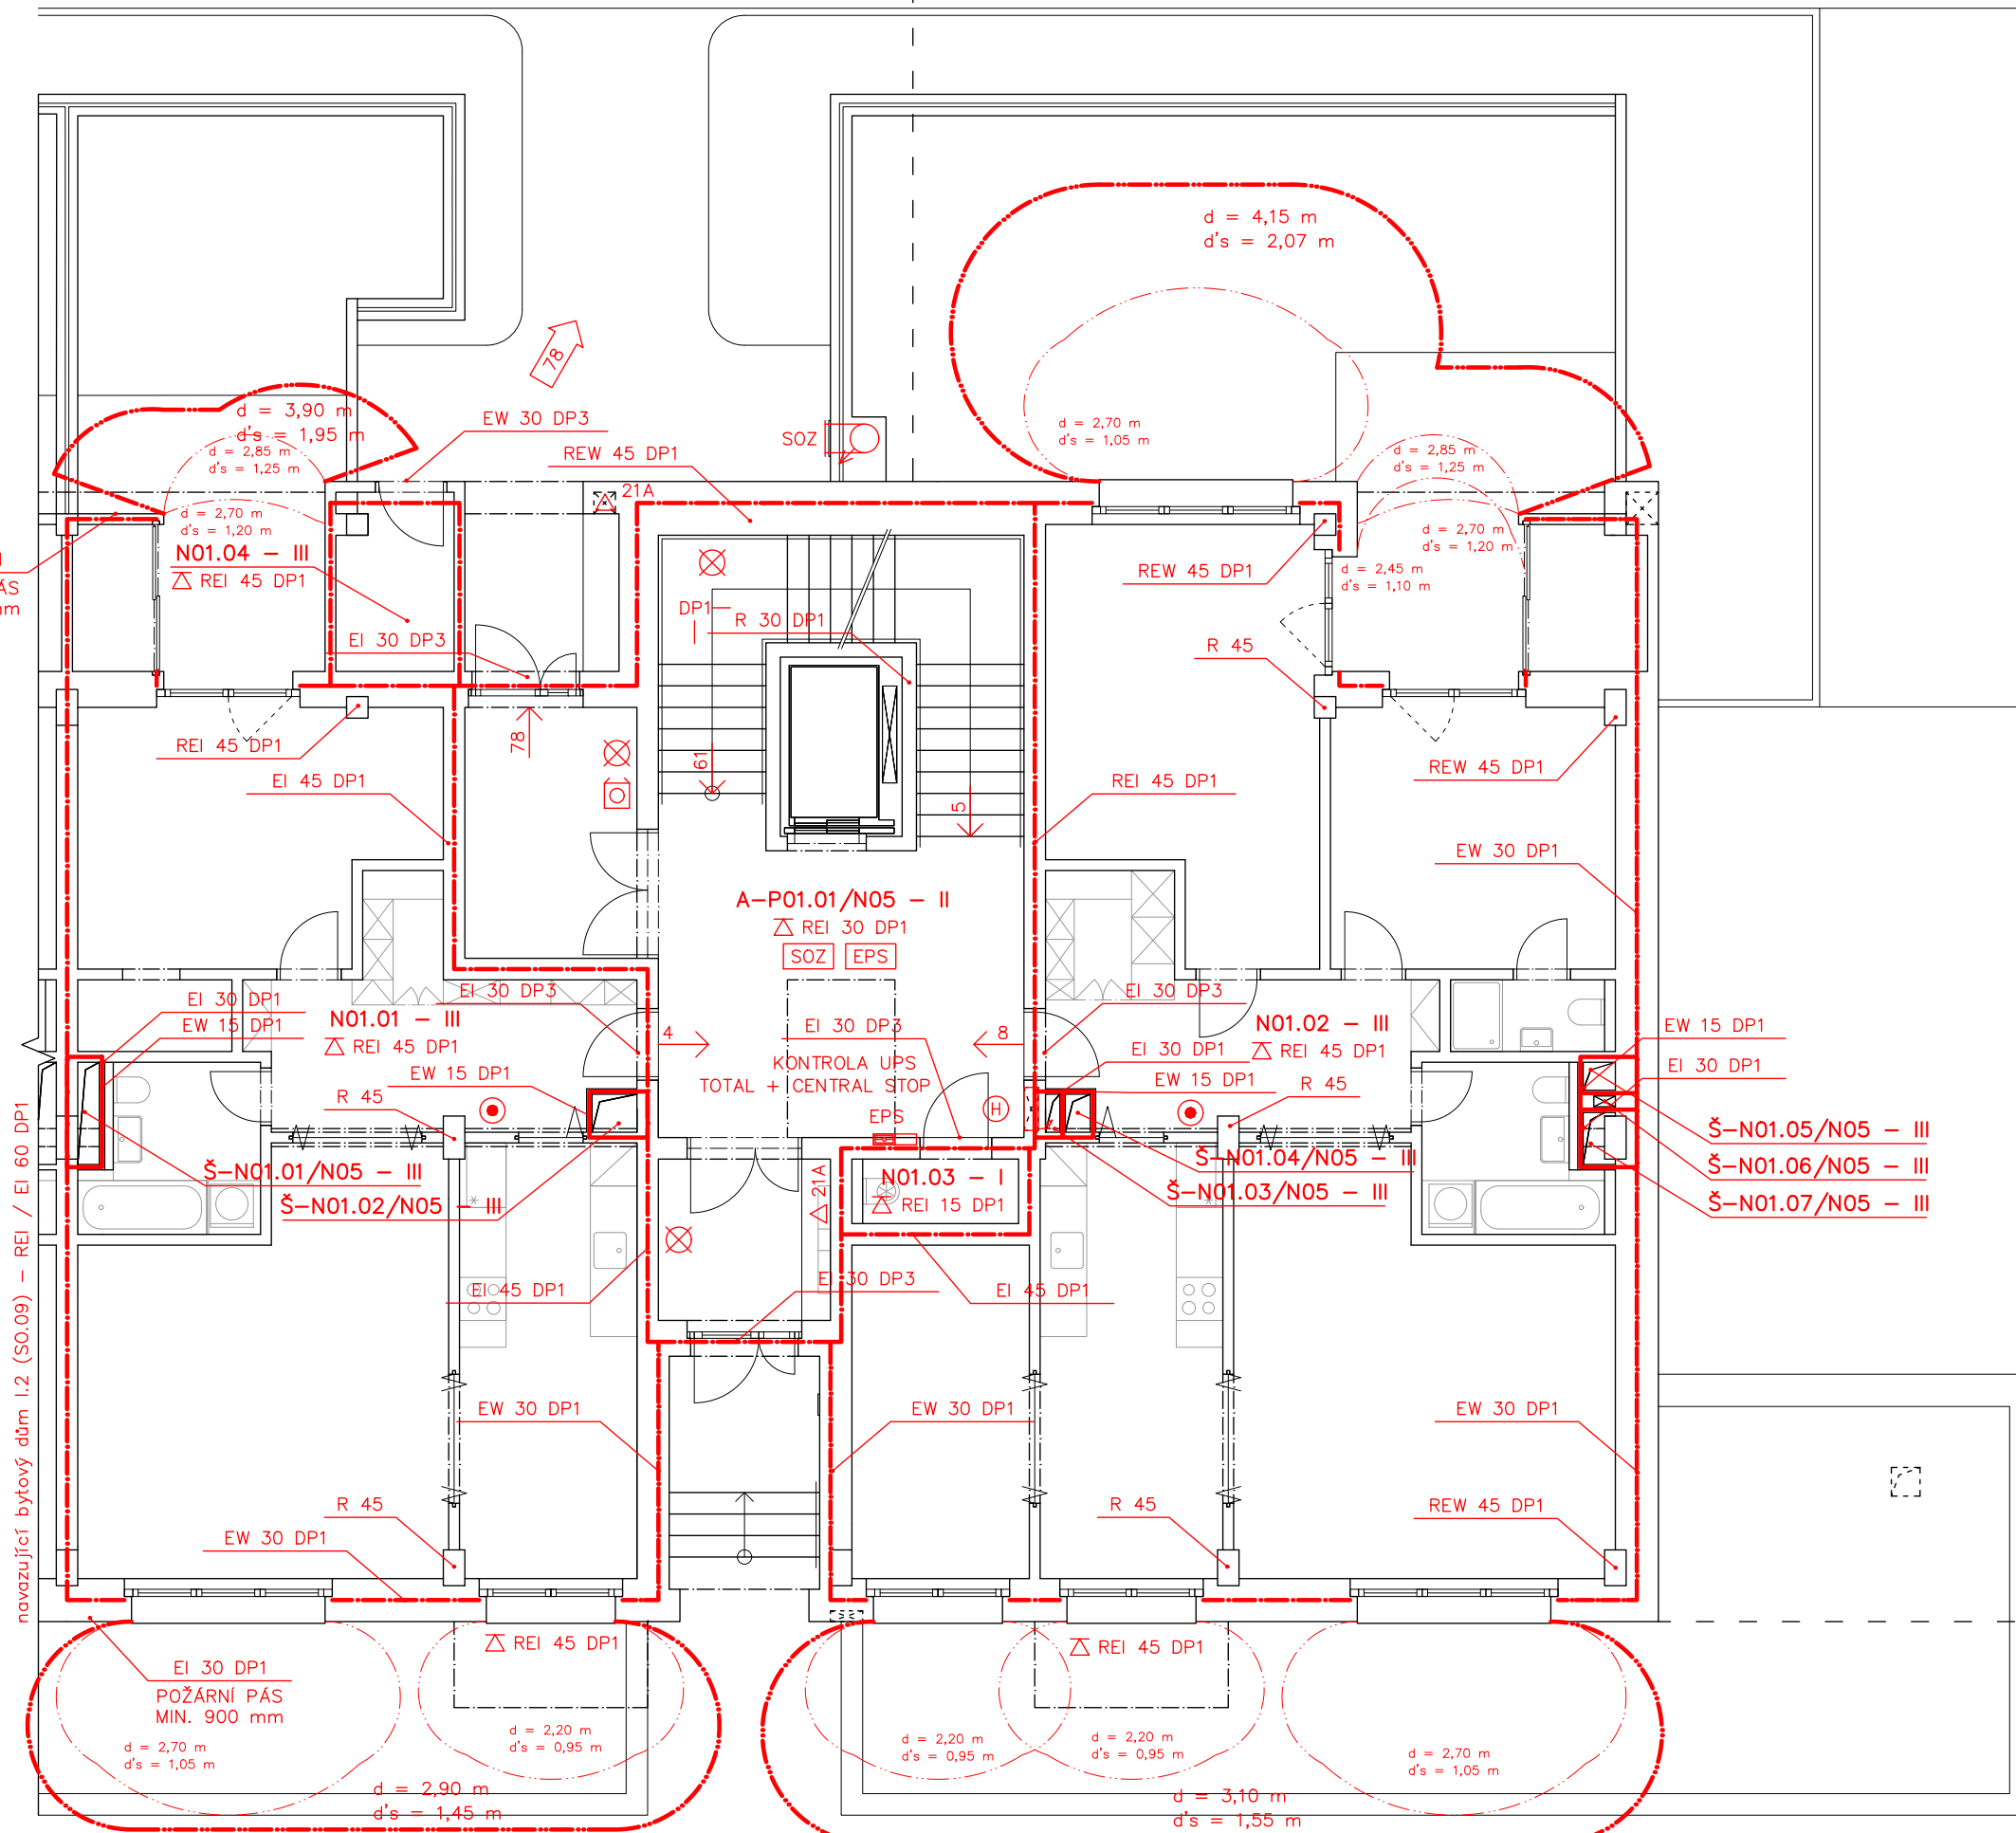 d = 4,15 m
d's = 2,07 m
78
d = 3,90 m
d's = 1,95 m
d = 2,85 m
d's = 1,25 m
EW 30 DP3
REW 45 DP1
SOZ
d = 2,70 m
d's = 1,05 m
d = 2,85 m
d's = 1,25 m
21A
d = 2,70 m
d's = 1,20 m
N01.04 – III
REI 45 DP1
mm
d = 2,70 m
d's = 1,20 m
REW 45 DP1
d = 2,45 m
d's = 1,10 m
DP1
R 30 DP1
EI 30 DP3
R 45
REI 45 DP1
78
61
EI 45 DP1
5
REI 45 DP1
REW 45 DP1
EW 30 DP1
A–P01.01/N05 – II
REI 30 DP1
SOZ
EPS
EI 30 DP1
EW 15 DP1
EI 30 DP3
N01.01 – III
REI 45 DP1
4
8
EI 30 DP3
KONTROLA UPS
TOTAL + CENTRAL STOP
EPS
H
EI 30 DP3
N01.02 – III
REI 45 DP1
EI 30 DP1
EW 15 DP1
R 45
EW 15 DP1
EI 30 DP1
EW 15 DP1
R 45
Š–N01.01/N05 – III
Š–N01.02/N05 – III
21A
N01.03 – I
REI 15 DP1
Š–N01.04/N05 – III
Š–N01.03/N05 – III
Š–N01.05/N05 – III
Š–N01.06/N05 – III
Š–N01.07/N05 – III
EI 45 DP1
EI 30 DP3
EI 45 DP1
navazující bytový dům I.2 (SO.09) – REI / EI 60 DP1
EW 30 DP1
EW 30 DP1
EW 30 DP1
R 45
EW 30 DP1
R 45
REW 45 DP1
REI 45 DP1
REI 45 DP1
EI 30 DP1
POŽÁRNÍ PÁS
MIN. 900 mm
d = 2,70 m
d's = 1,05 m
d = 2,20 m
d's = 0,95 m
d = 2,90 m
d's = 1,45 m
d = 2,20 m
d's = 0,95 m
d = 2,20 m
d's = 0,95 m
d = 2,70 m
d's = 1,05 m
d = 3,10 m
d's = 1,55 m